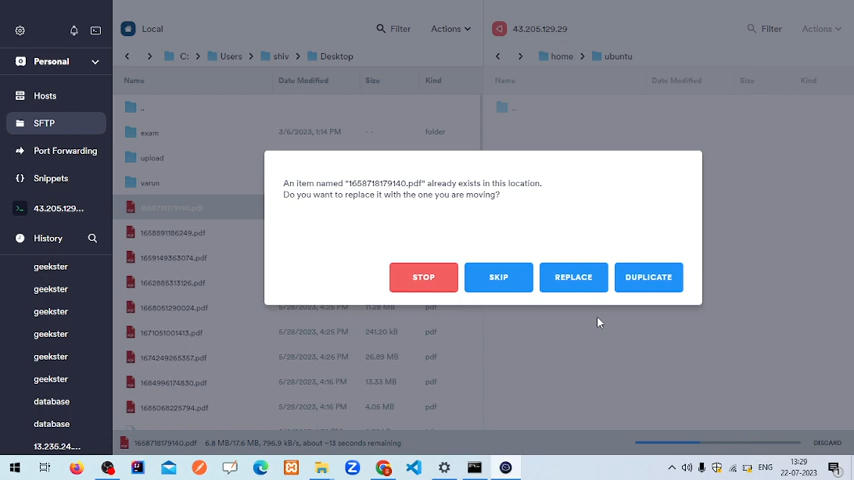 Local
Filter
Actions
43.205.129.29
Filter
Actions
Personal
C:
Users
shiv
Desktop
home
ubuntu
Name
Date Modified
Size
Kind
Name
Date Modified
Size
Kind
Hosts
SFTP
Port Forwarding
Snippets
43.205.129...
History
geekster
geekster
geekster
geekster
geekster
geekster
database
database
13.235.24....
..
exam
3/6/2023, 1:14 PM
- -
folder
upload
varun
1658718179140.pdf
1658891186249.pdf
1659149363074.pdf
1662885313126.pdf
1668051290024.pdf
5/28/2023, 4:25 PM
pdf
1671051001413.pdf
5/28/2023, 4:25 PM
241.20 kB
pdf
1674249265357.pdf
5/28/2023, 4:26 PM
26.89 MB
pdf
1684996174830.pdf
5/28/2023, 4:16 PM
13.33 MB
pdf
1685068225794.pdf
5/28/2023, 4:15 PM
4.05 MB
pdf
..
An item named "1658718179140.pdf" already exists in this location.
Do you want to replace it with the one you are moving?
STOP
SKIP
REPLACE
DUPLICATE
1658718179140.pdf
6.8 MB/17.6 MB, 796.9 kB/s, about ~13 seconds remaining
DISCARD
ENG
13:29
22-07-2023